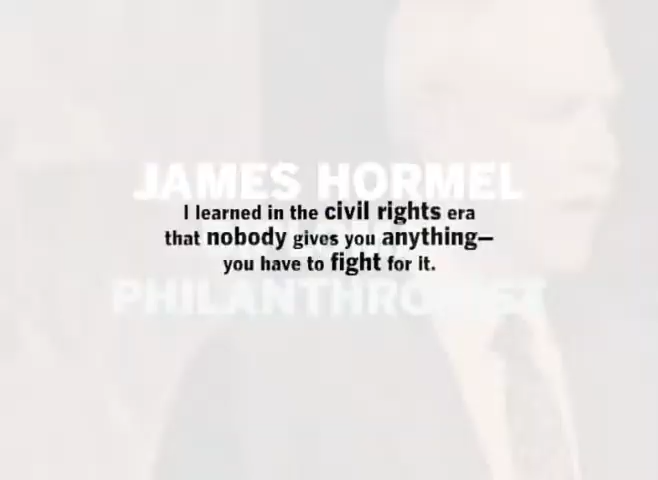 JAMES HORMEL
I learned in the civil rights era
that nobody gives you anything—
you have to fight for it.